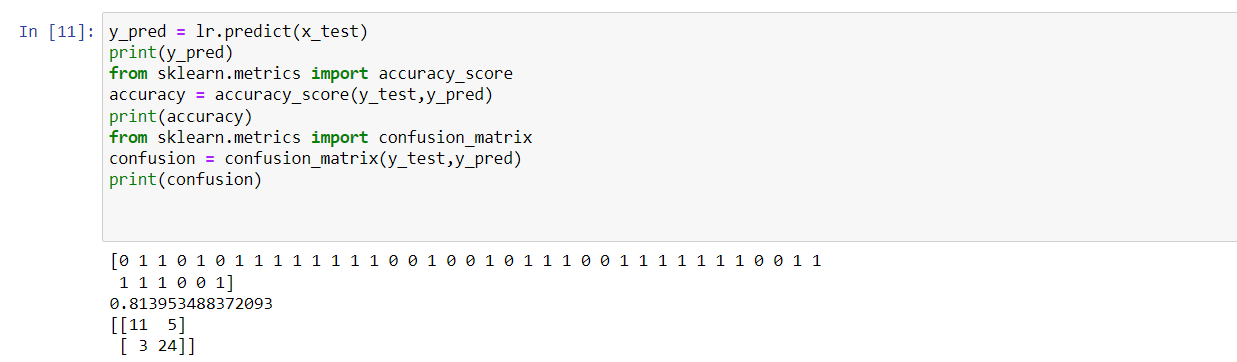 In [11]: y_pred = lr.predict(x_test)
print(y_pred)
from sklearn.metrics import accuracy_score
accuracy = accuracy_score(y_test,y_pred)
print(accuracy)
from sklearn.metrics import confusion_matrix
confusion = confusion_matrix(y_test,y_pred)
print(confusion)
[0 1 1 0 1 0 1 1 1 1 1 1 1 1 0 0 1 0 0 1 0 1 1 1 0 0 1 1 1 1 1 1 1 0 0 1 1
1 1 1 0 0 1]
0.813953488372093
[[11 5]
[ 3 24]]